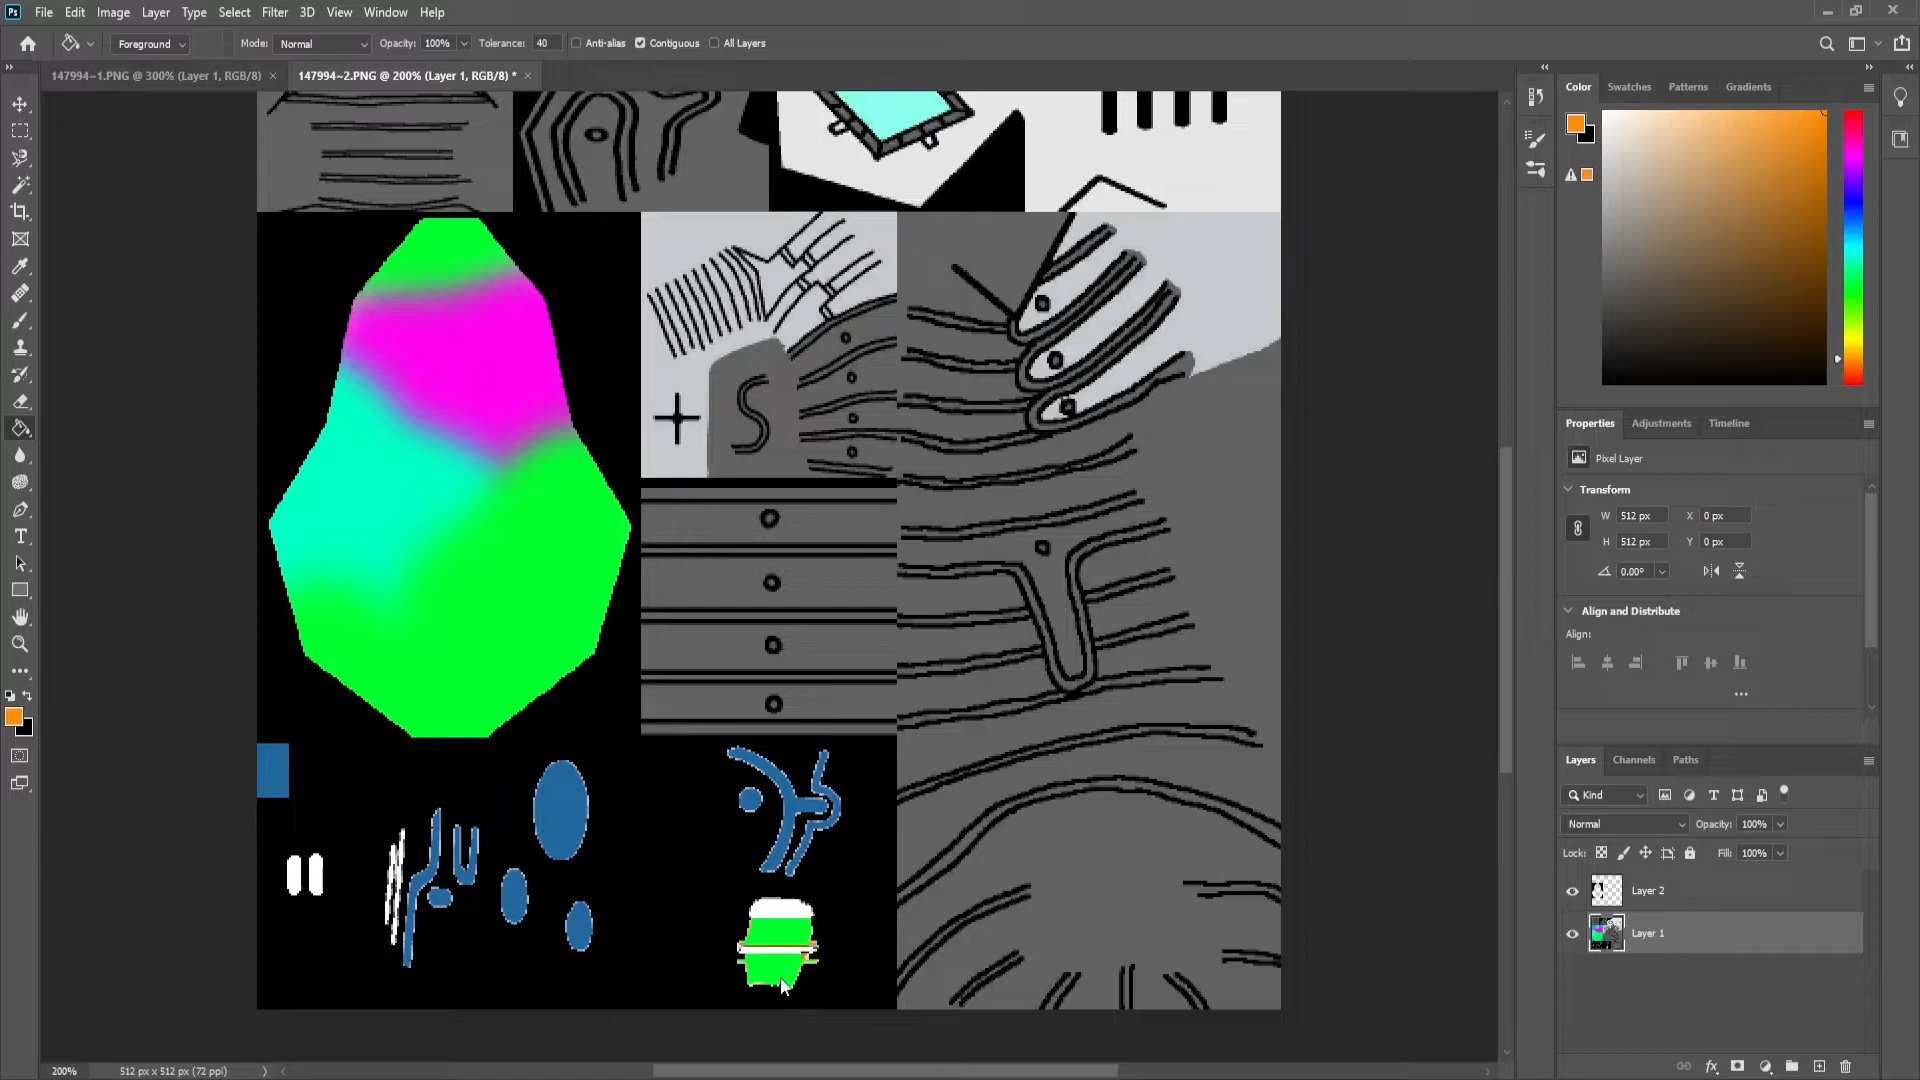 Ps File Edit Image Layer Type Select Filter 3D View Window Help
Foreground Mode: Normal Opacity: 100% Tolerance: 40 Anti-alias Contiguous All Layers
147994~1.PNG @ 300% (Layer 1, RGB/8) × 147994~2.PNG @ 200% (Layer 1, RGB/8) * ×
Color Swatches Patterns Gradients
Properties Adjustments Timeline
Pixel Layer
Transform
W 512 px X 0 px
H 512 px Y 0 px
0.00°
Align and Distribute
Align:
Layers Channels Paths
Kind
Normal Opacity: 100%
Lock: Fill: 100%
Layer 2
Layer 1
fx
200% 512 px x 512 px (72 ppi)